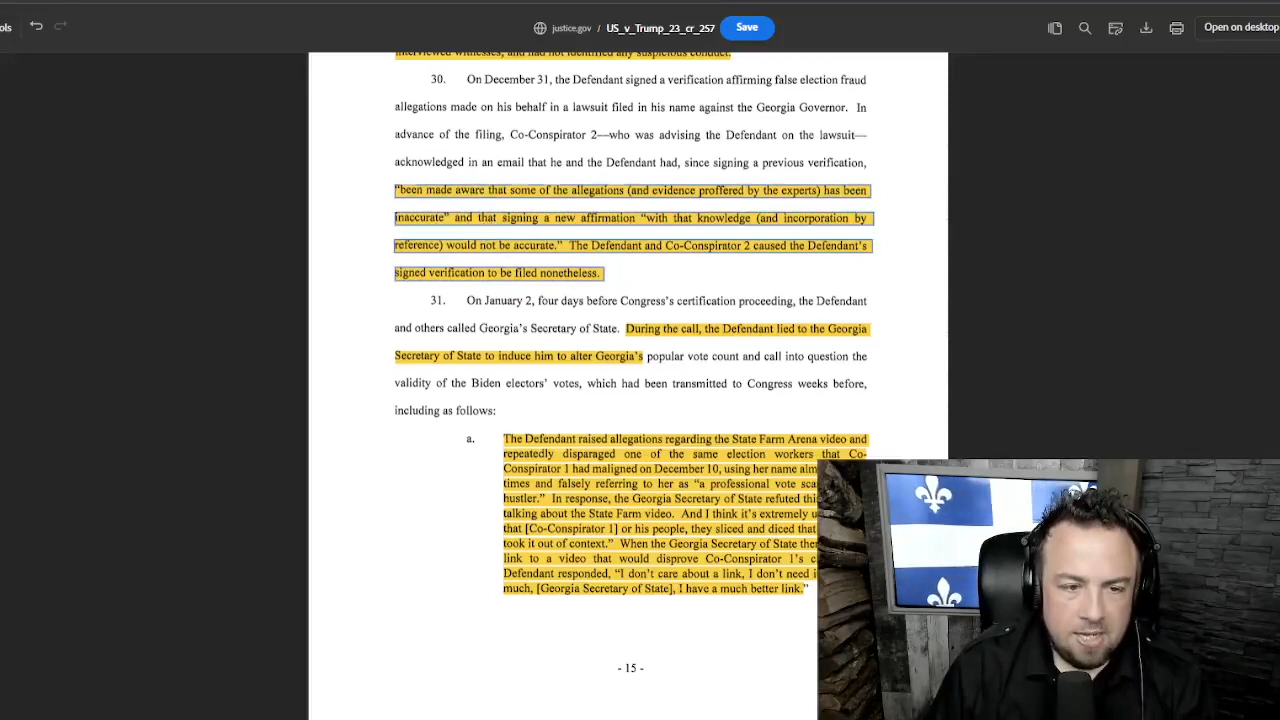 ols
justice.gov / US_v_Trump_23_cr_257
Save
Open on desktop
interviewed witnesses, and had not identified any suspicious conduct.
30. On December 31, the Defendant signed a verification affirming false election fraud
allegations made on his behalf in a lawsuit filed in his name against the Georgia Governor. In
advance of the filing, Co-Conspirator 2—who was advising the Defendant on the lawsuit—
acknowledged in an email that he and the Defendant had, since signing a previous verification,
“been made aware that some of the allegations (and evidence proffered by the experts) has been
inaccurate” and that signing a new affirmation “with that knowledge (and incorporation by
reference) would not be accurate.” The Defendant and Co-Conspirator 2 caused the Defendant’s
signed verification to be filed nonetheless.
31. On January 2, four days before Congress’s certification proceeding, the Defendant
and others called Georgia’s Secretary of State. During the call, the Defendant lied to the Georgia
Secretary of State to induce him to alter Georgia’s popular vote count and call into question the
validity of the Biden electors’ votes, which had been transmitted to Congress weeks before,
including as follows:
a. The Defendant raised allegations regarding the State Farm Arena video and
repeatedly disparaged one of the same election workers that Co-
Conspirator 1 had maligned on December 10, using her name alm
times and falsely referring to her as “a professional vote sca
hustler.” In response, the Georgia Secretary of State refuted thi
talking about the State Farm video. And I think it’s extremely u
that [Co-Conspirator 1] or his people, they sliced and diced that
took it out of context.” When the Georgia Secretary of State ther
link to a video that would disprove Co-Conspirator 1’s c
Defendant responded, “I don’t care about a link, I don’t need i
much, [Georgia Secretary of State], I have a much better link.”
- 15 -